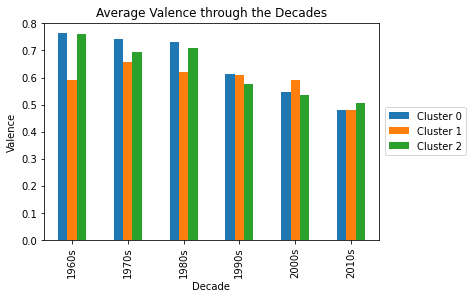 Average Valence through the Decades
Valence
0.8
0.7
0.6
0.5
0.4
0.3
0.2
0.1
0.0
1960s
1970s
1980s
1990s
2000s
2010s
Decade
Cluster 0
Cluster 1
Cluster 2